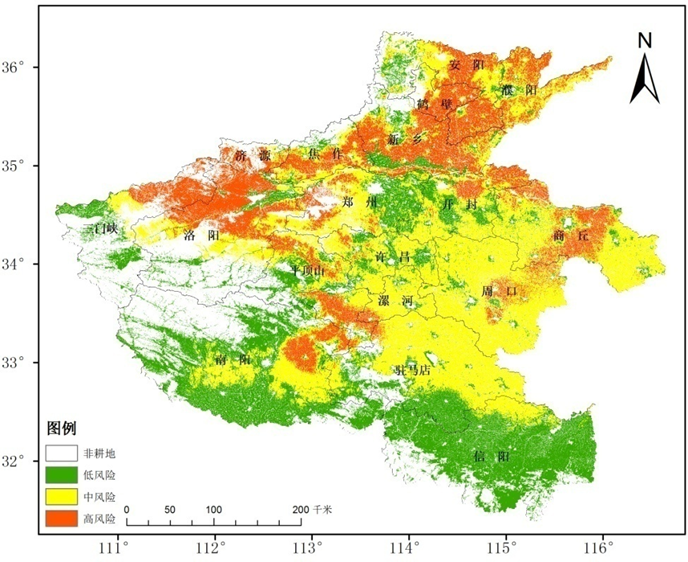 N
36°
35°
34°
33°
32°
安阳
濮阳
鹤壁
新乡
济源
焦作
郑州
开封
三门峡
洛阳
商丘
许昌
平顶山
漯河
周口
南阳
驻马店
信阳
图例
非耕地
低风险
中风险
高风险
0 50 100 200 千米
111° 112° 113° 114° 115° 116°